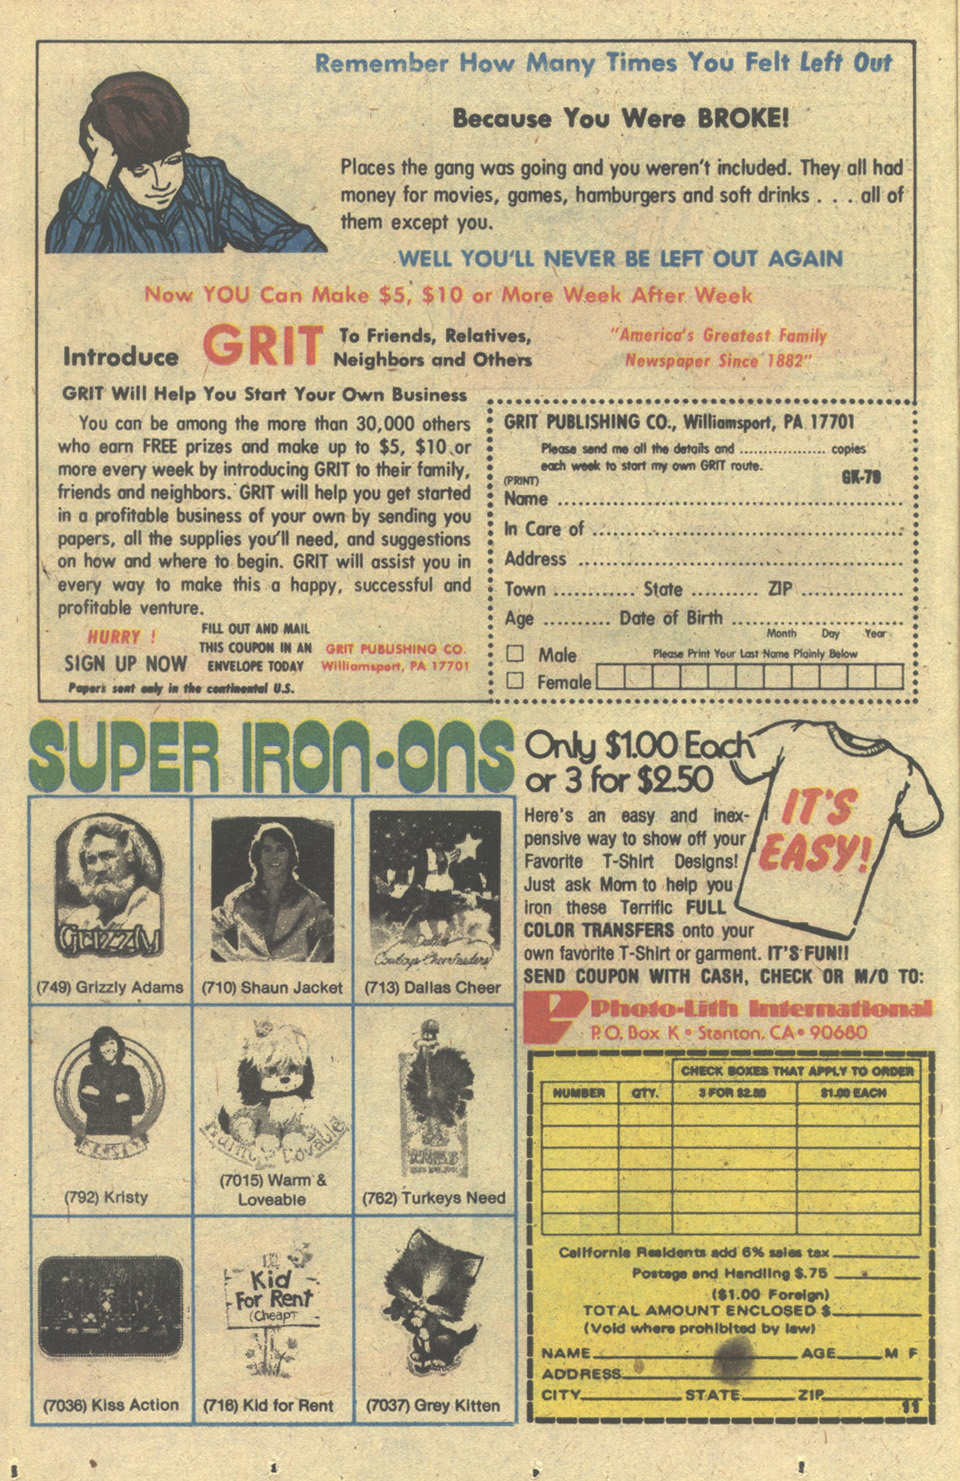 Remember How Many Times You Felt Left Out
Because You Were BROKE!
Places the gang was going and you weren't included. They all had
money for movies, games, hamburgers and soft drinks . . . all of
them except you.
WELL YOU'LL NEVER BE LEFT OUT AGAIN
Now YOU Can Make $5, $10 or More Week After Week
Introduce GRIT To Friends, Relatives,
Neighbors and Others
"America's Greatest Family
Newspaper Since 1882"
GRIT Will Help You Start Your Own Business
You can be among the more than 30,000 others
who earn FREE prizes and make up to $5, $10 or
more every week by introducing GRIT to their family,
friends and neighbors. GRIT will help you get started
in a profitable business of your own by sending you
papers, all the supplies you'll need, and suggestions
on how and where to begin. GRIT will assist you in
every way to make this a happy, successful and
profitable venture.
HURRY !
SIGN UP NOW
FILL OUT AND MAIL
THIS COUPON IN AN
ENVELOPE TODAY
GRIT PUBLISHING CO.
Williamsport, PA 17701
Papers sent only in the continental U.S.
GRIT PUBLISHING CO., Williamsport, PA 17701
Please send me all the details and .................. copies
each week to start my own GRIT route.
(PRINT)
GK-79
Name
In Care of
Address
Town ............ State .......... ZIP
Age .......... Date of Birth
Month Day Year
Male
Please Print Your Last Name Plainly Below
Female
SUPER IRON-ONS
Grizzly
(749) Grizzly Adams
(710) Shaun Jacket
Dallas
Cowboys Cheerleaders
(713) Dallas Cheer
KRISTY
(792) Kristy
Warm & Lovable
(7015) Warm &
Loveable
(762) Turkeys Need
(7036) Kiss Action
Kid
For Rent
(Cheap)
(716) Kid for Rent
(7037) Grey Kitten
Only $1.00 Each
or 3 for $2.50
IT'S
EASY!
Here's an easy and inex-
pensive way to show off your
Favorite T-Shirt Designs!
Just ask Mom to help you
iron these Terrific FULL
COLOR TRANSFERS onto your
own favorite T-Shirt or garment. IT'S FUN!!
SEND COUPON WITH CASH, CHECK OR M/O TO:
Photo-Lith International
P.O. Box K • Stanton, CA • 90680
CHECK BOXES THAT APPLY TO ORDER
NUMBER QTY. 3 FOR $2.50 $1.00 EACH
California Residents add 6% sales tax
Postage and Handling $.75
($1.00 Foreign)
TOTAL AMOUNT ENCLOSED $
(Void where prohibited by law)
NAME AGE M F
ADDRESS
CITY STATE ZIP
11